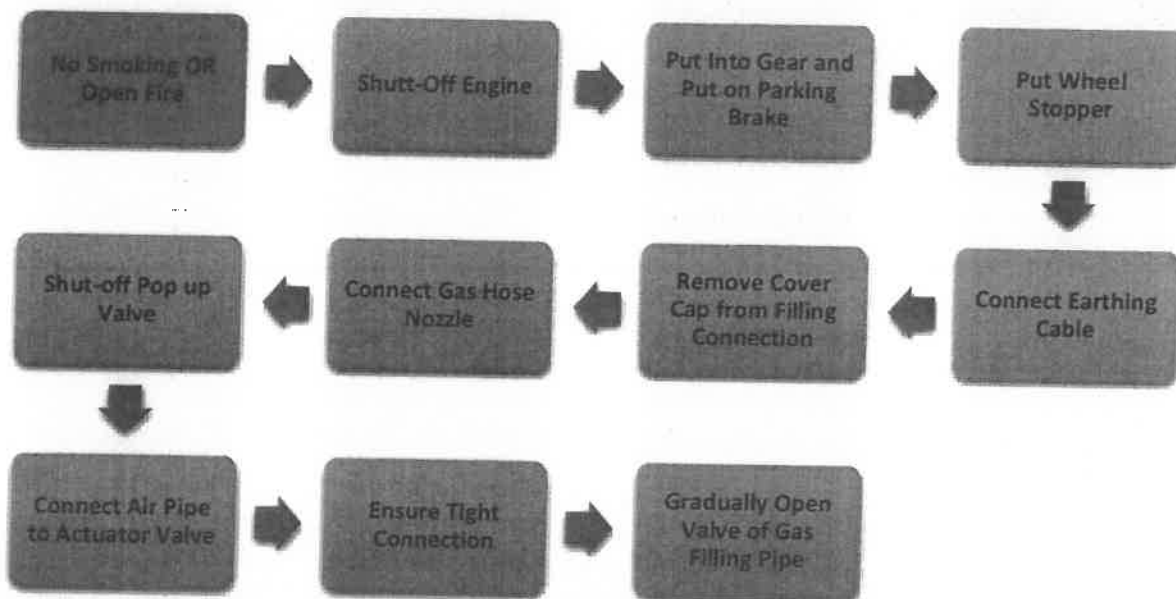 No Smoking OR
Open Fire
Shutt-Off Engine
Put Into Gear and
Put on Parking
Brake
Put Wheel
Stopper
Connect Earthing
Cable
Remove Cover
Cap from Filling
Connection
Connect Gas Hose
Nozzle
Shut-off Pop up
Valve
Connect Air Pipe
to Actuator Valve
Ensure Tight
Connection
Gradually Open
Valve of Gas
Filling Pipe